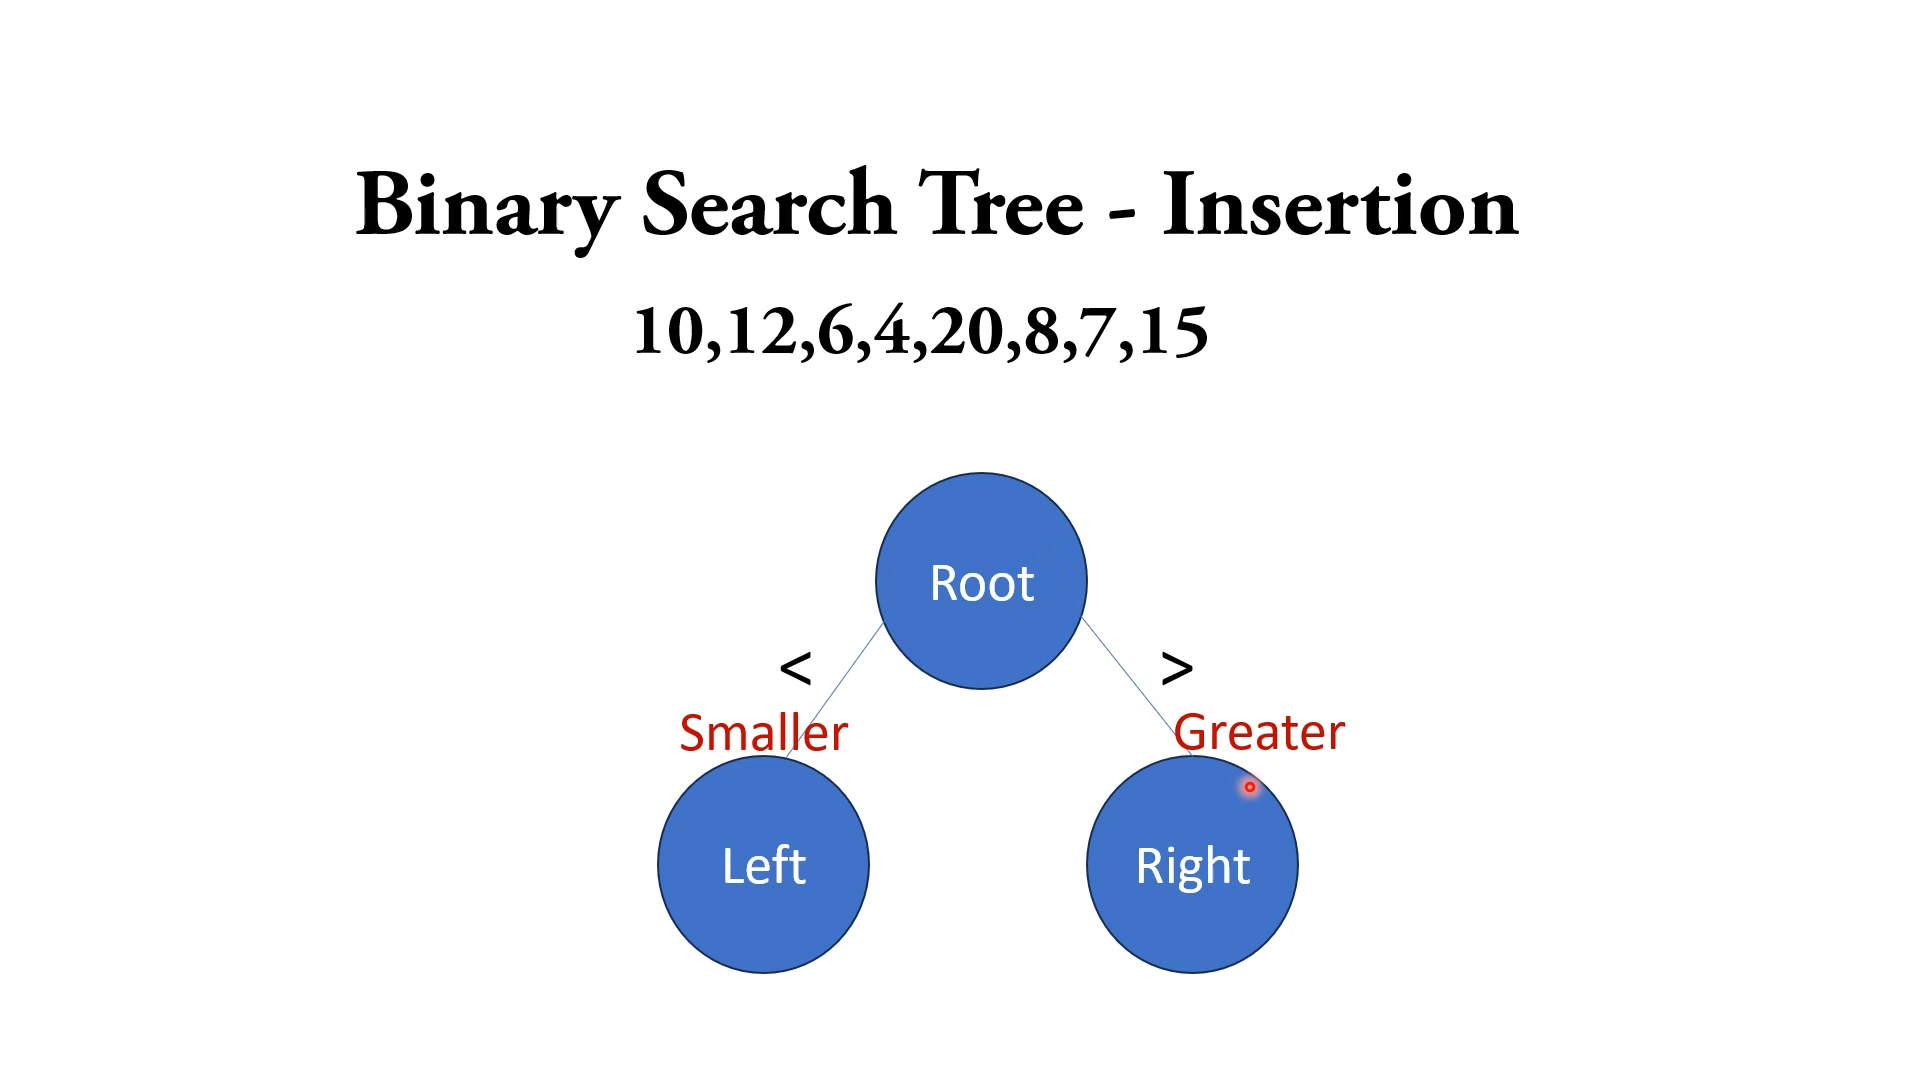 Binary Search Tree - Insertion
10,12,6,4,20,8,7,15
Root
< >
Smaller Greater
Left Right